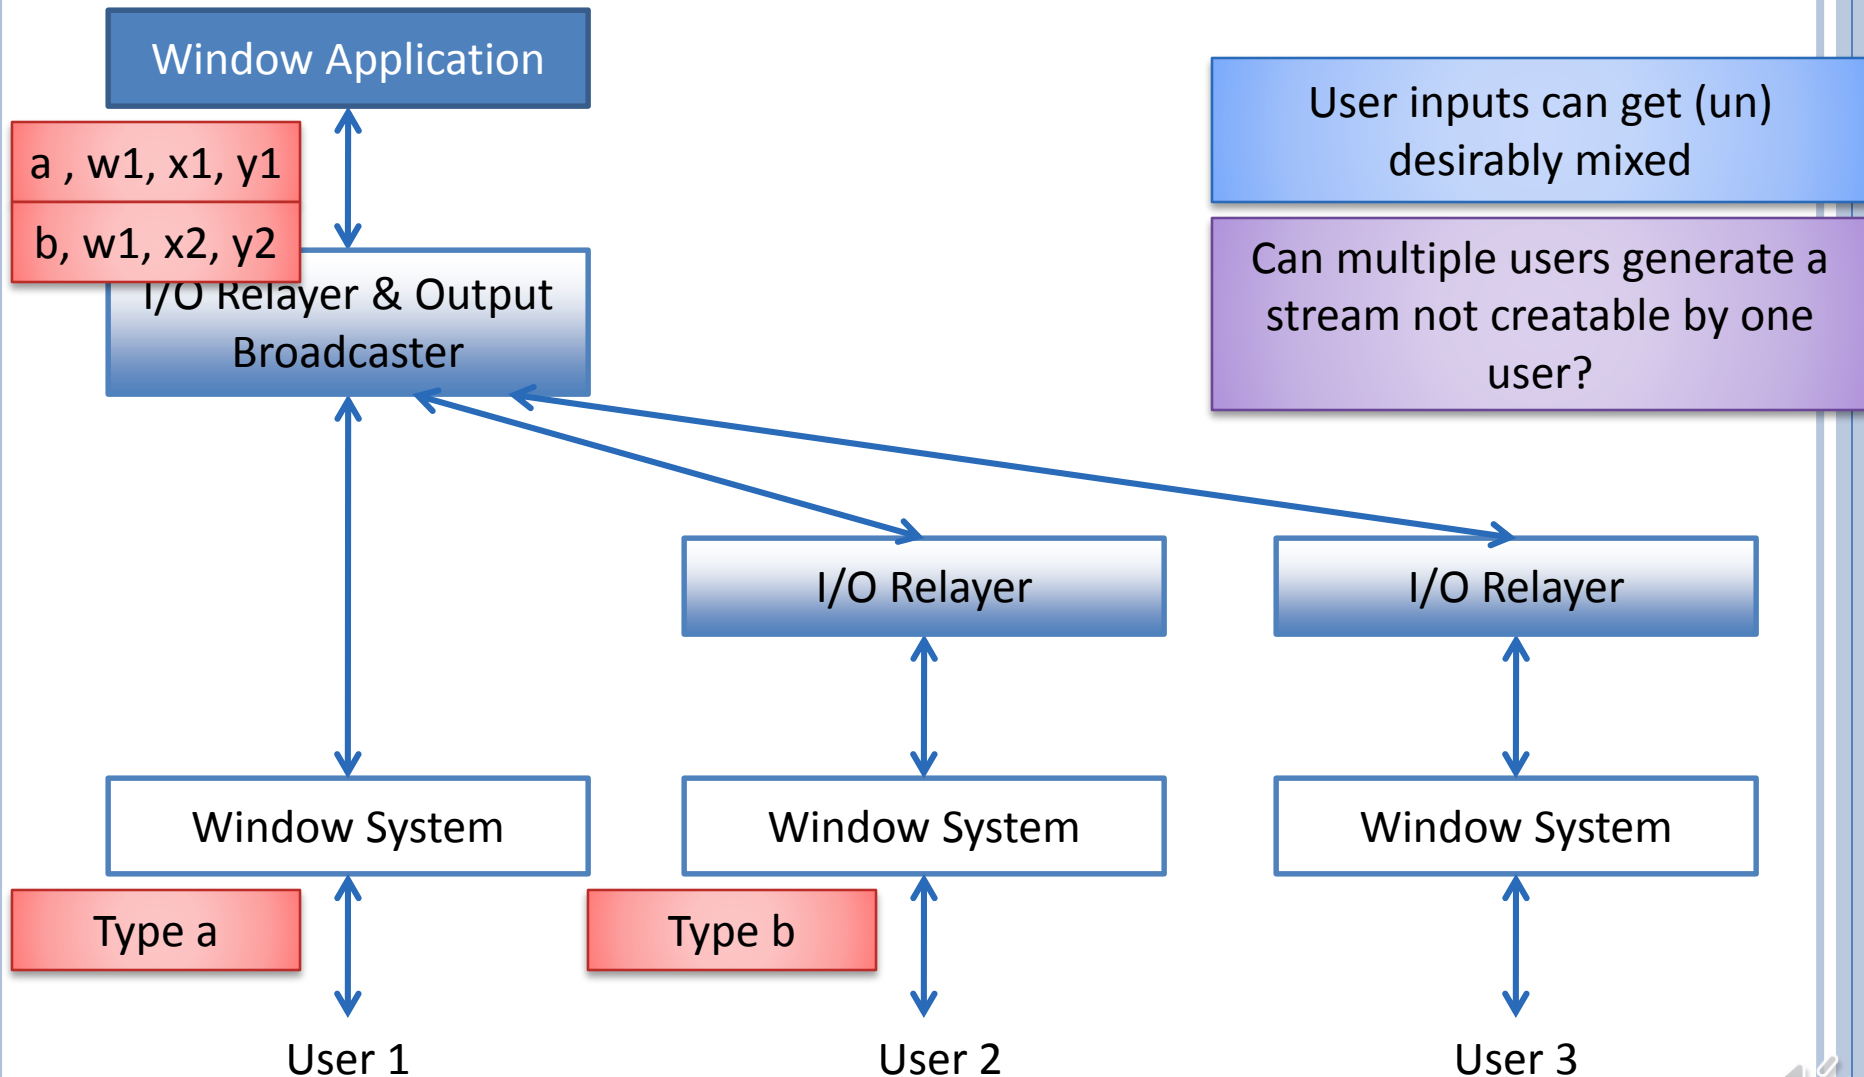 Window Application
User inputs can get (un)
desirably mixed
a , w1, x1, y1
b, w1, x2, y2
Can multiple users generate a
stream not creatable by one
user?
I/O Relayer & Output
Broadcaster
I/O Relayer
I/O Relayer
Window System
Window System
Window System
Type a
Type b
User 1
User 2
User 3